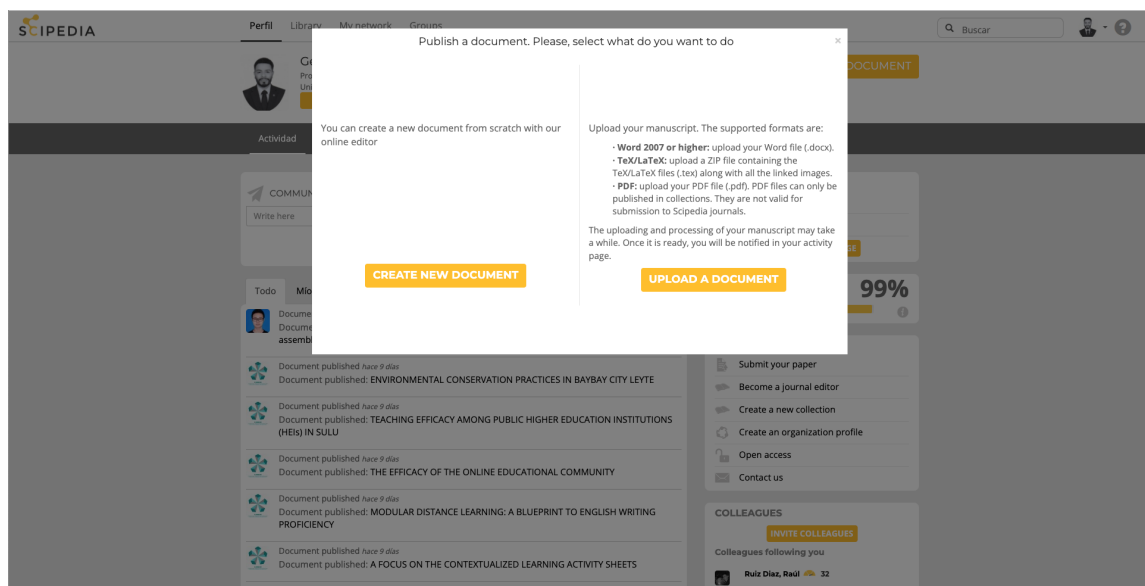 SCIPEDIA
Perfil Library My network Groups
Buscar
Publish a document. Please, select what do you want to do
×
DOCUMENT
Actividad
You can create a new document from scratch with our
online editor
CREATE NEW DOCUMENT
Upload your manuscript. The supported formats are:
· Word 2007 or higher: upload your Word file (.docx).
· TeX/LaTeX: upload a ZIP file containing the
TeX/LaTeX files (.tex) along with all the linked images.
· PDF: upload your PDF file (.pdf). PDF files can only be
published in collections. They are not valid for
submission to Scipedia journals.
The uploading and processing of your manuscript may take
a while. Once it is ready, you will be notified in your activity
page.
UPLOAD A DOCUMENT
Write here
99%
Todo
Document published hace 9 días
Document published: ENVIRONMENTAL CONSERVATION PRACTICES IN BAYBAY CITY LEYTE
Document published hace 9 días
Document published: TEACHING EFFICACY AMONG PUBLIC HIGHER EDUCATION INSTITUTIONS
(HEIs) IN SULU
Document published hace 9 días
Document published: THE EFFICACY OF THE ONLINE EDUCATIONAL COMMUNITY
Document published hace 9 días
Document published: MODULAR DISTANCE LEARNING: A BLUEPRINT TO ENGLISH WRITING
PROFICIENCY
Document published hace 9 días
Document published: A FOCUS ON THE CONTEXTUALIZED LEARNING ACTIVITY SHEETS
Submit your paper
Become a journal editor
Create a new collection
Create an organization profile
Open access
Contact us
COLLEAGUES
INVITE COLLEAGUES
Colleagues following you
Ruiz Diaz, Raúl 32